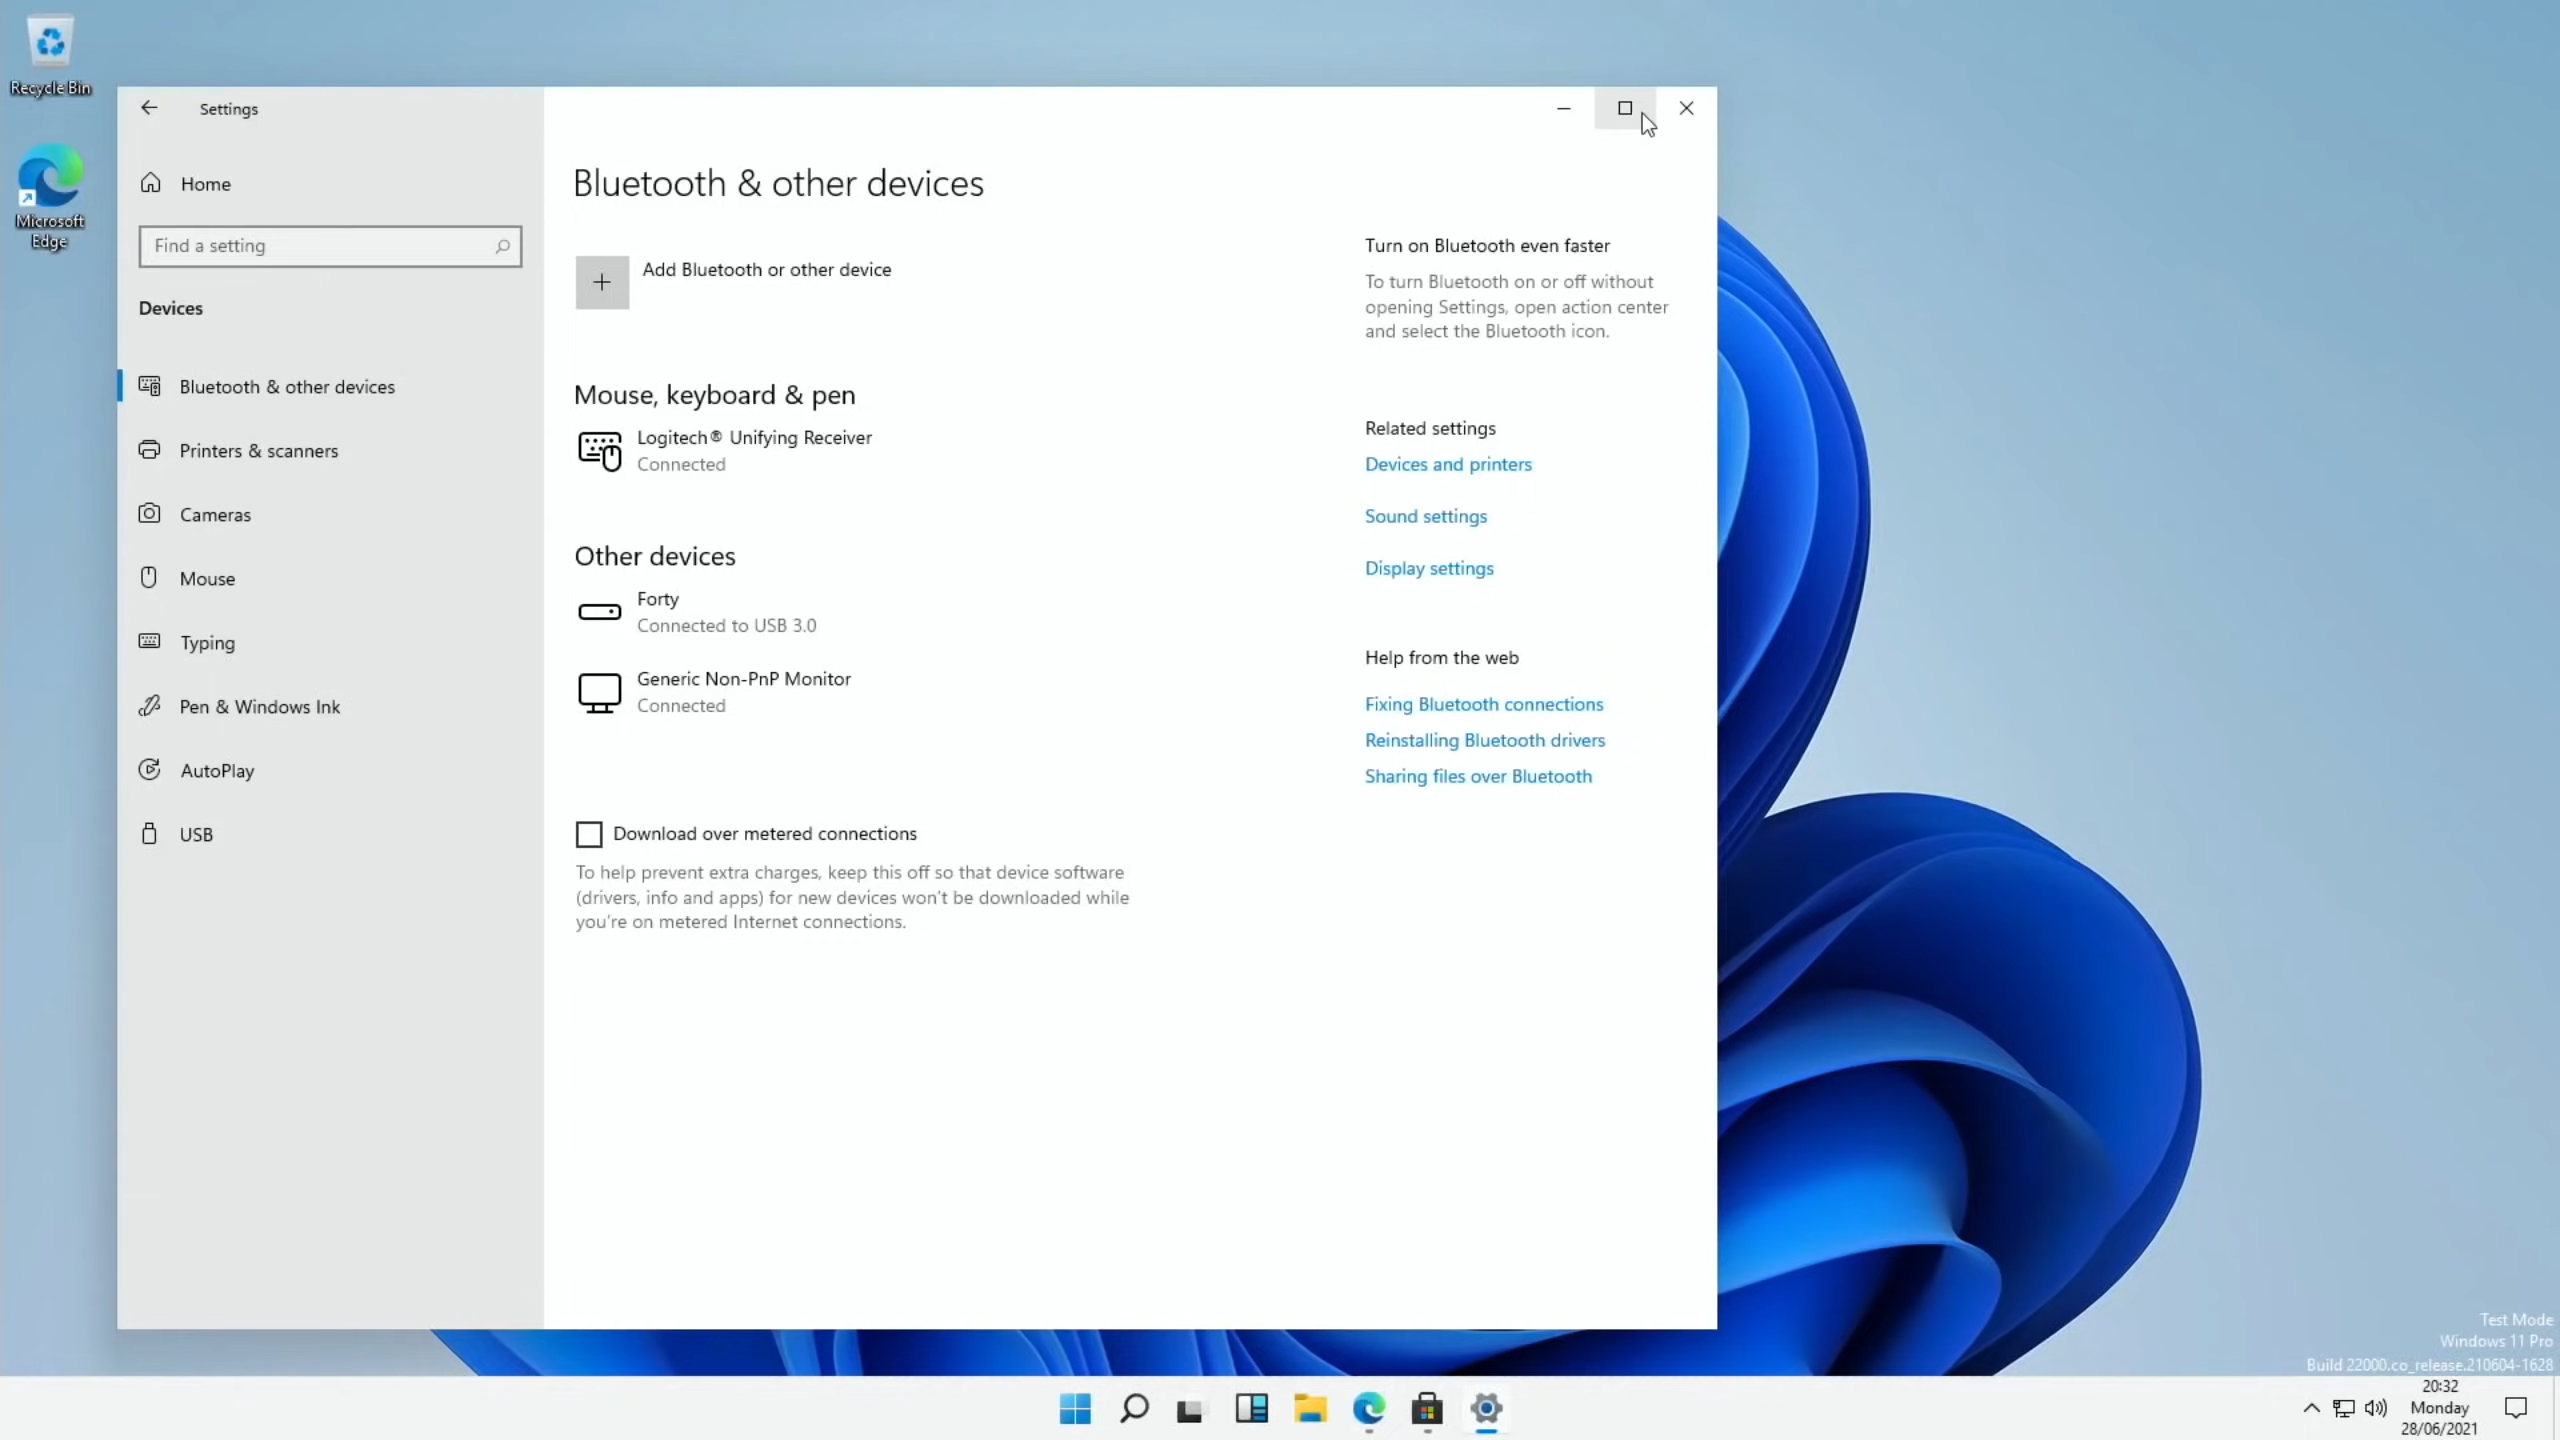 Recycle Bin
Microsoft
Edge
Settings
Home
Find a setting
Devices
Bluetooth & other devices
Printers & scanners
Cameras
Mouse
Typing
Pen & Windows Ink
AutoPlay
USB
Bluetooth & other devices
Add Bluetooth or other device
Mouse, keyboard & pen
Logitech® Unifying Receiver
Connected
Other devices
Forty
Connected to USB 3.0
Generic Non-PnP Monitor
Connected
Download over metered connections
To help prevent extra charges, keep this off so that device software
(drivers, info and apps) for new devices won't be downloaded while
you're on metered Internet connections.
Turn on Bluetooth even faster
To turn Bluetooth on or off without
opening Settings, open action center
and select the Bluetooth icon.
Related settings
Devices and printers
Sound settings
Display settings
Help from the web
Fixing Bluetooth connections
Reinstalling Bluetooth drivers
Sharing files over Bluetooth
Test Mode
Windows 11 Pro
Build 22000.co_release.210604-1628
20:32
Monday
28/06/2021